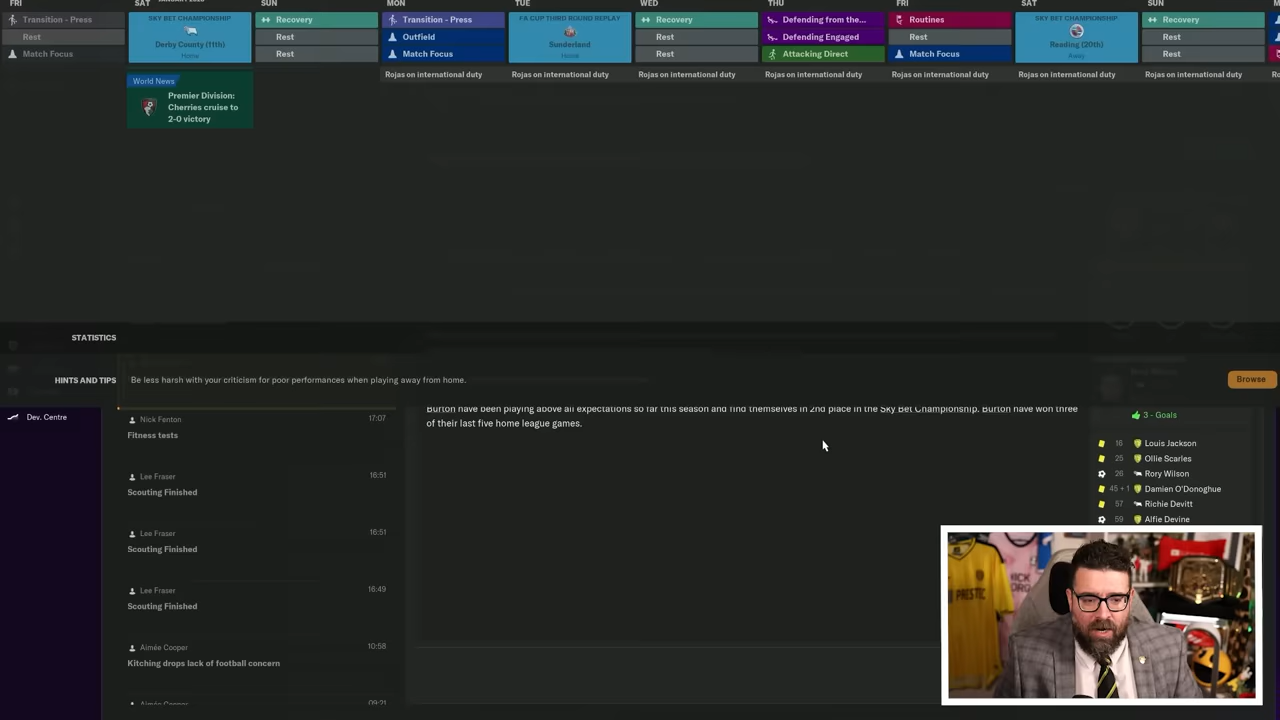 FRI
SAT
SUN
MON
TUE
WED
THU
FRI
SAT
SUN
Transition - Press
Rest
Match Focus
SKY BET CHAMPIONSHIP
Derby County (11th)
Home
Recovery
Rest
Rest
Transition - Press
Outfield
Match Focus
FA CUP THIRD ROUND REPLAY
Sunderland
Home
Recovery
Rest
Rest
Defending from the...
Defending Engaged
Attacking Direct
Routines
Rest
Match Focus
SKY BET CHAMPIONSHIP
Reading (20th)
Away
Recovery
Rest
Rest
Rojas on international duty
Rojas on international duty
Rojas on international duty
Rojas on international duty
Rojas on international duty
Rojas on international duty
Rojas on international duty
World News
Premier Division:
Cherries cruise to
2-0 victory
STATISTICS
HINTS AND TIPS
Be less harsh with your criticism for poor performances when playing away from home.
Browse
Dev. Centre
Nick Fenton
17:07
Fitness tests
Lee Fraser
16:51
Scouting Finished
Lee Fraser
16:51
Scouting Finished
Lee Fraser
16:49
Scouting Finished
Aimée Cooper
10:58
Kitching drops lack of football concern
Aimée Cooper
09:21
Burton have been playing above all expectations so far this season and find themselves in 2nd place in the Sky Bet Championship. Burton have won three
of their last five home league games.
3 - Goals
16 Louis Jackson
25 Ollie Scarles
26 Rory Wilson
45 + 1 Damien O'Donoghue
57 Richie Devitt
59 Alfie Devine
PRESTIC